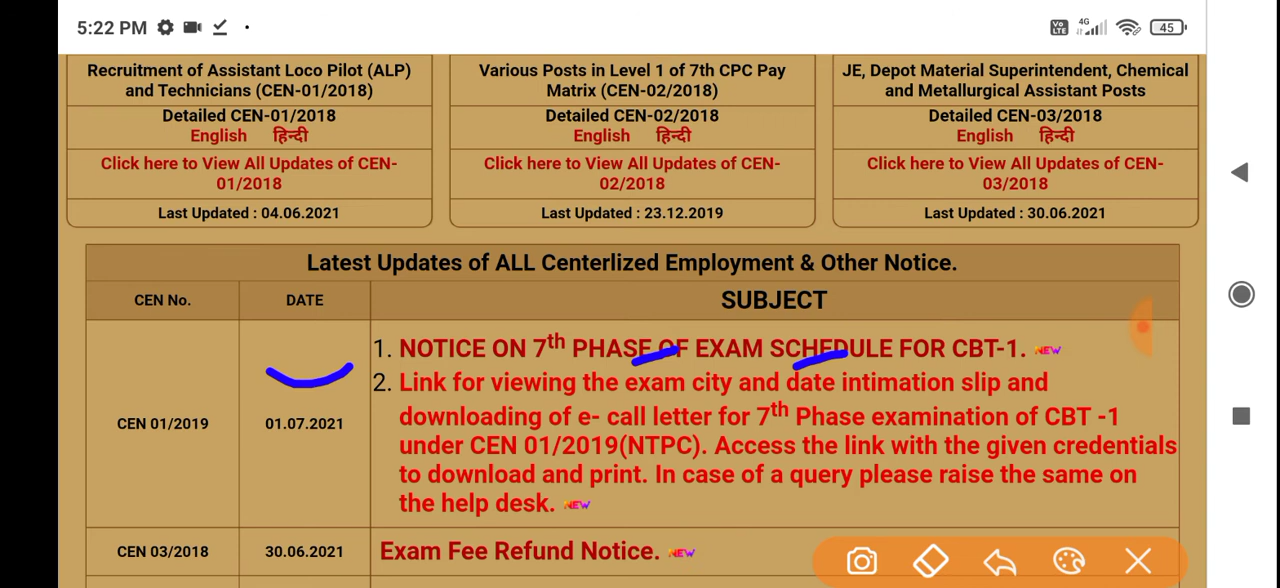 5:22 PM
Vo LTE 4G 45
Recruitment of Assistant Loco Pilot (ALP)
and Technicians (CEN-01/2018)
Detailed CEN-01/2018
English हिन्दी
Click here to View All Updates of CEN-
01/2018
Last Updated : 04.06.2021
Various Posts in Level 1 of 7th CPC Pay
Matrix (CEN-02/2018)
Detailed CEN-02/2018
English हिन्दी
Click here to View All Updates of CEN-
02/2018
Last Updated : 23.12.2019
JE, Depot Material Superintendent, Chemical
and Metallurgical Assistant Posts
Detailed CEN-03/2018
English हिन्दी
Click here to View All Updates of CEN-
03/2018
Last Updated : 30.06.2021
Latest Updates of ALL Centerlized Employment & Other Notice.
CEN No. DATE SUBJECT
CEN 01/2019 01.07.2021
1. NOTICE ON 7th PHASE OF EXAM SCHEDULE FOR CBT-1. NEW
2. Link for viewing the exam city and date intimation slip and
downloading of e- call letter for 7th Phase examination of CBT -1
under CEN 01/2019(NTPC). Access the link with the given credentials
to download and print. In case of a query please raise the same on
the help desk. NEW
CEN 03/2018 30.06.2021 Exam Fee Refund Notice. NEW